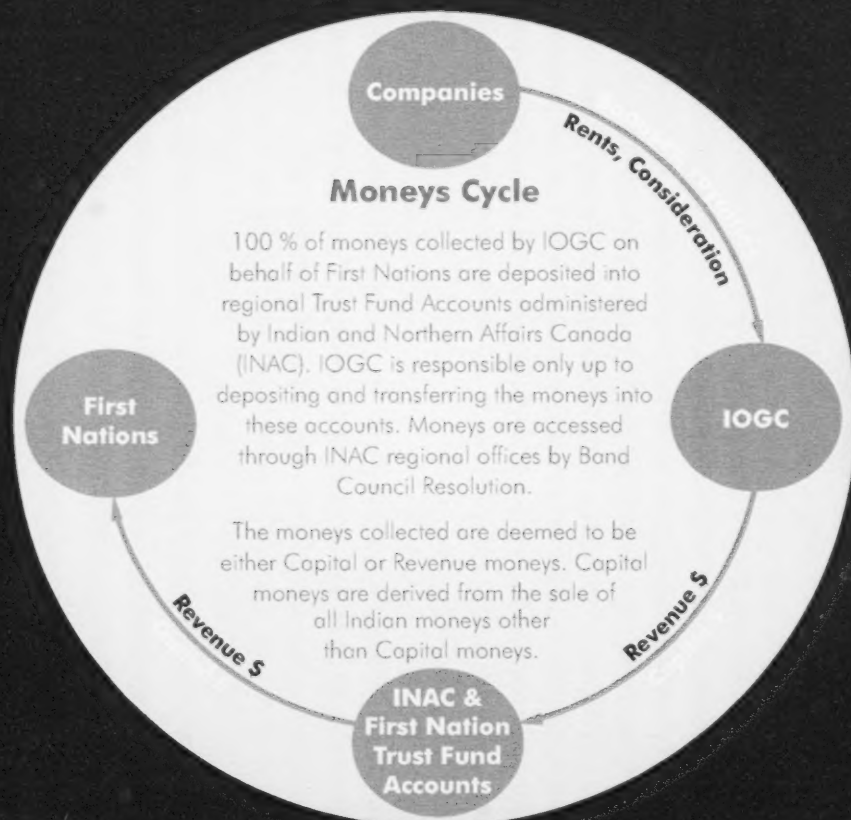 Companies
Rents, Consideration
Moneys Cycle
100 % of moneys collected by IOGC on
behalf of First Nations are deposited into
regional Trust Fund Accounts administered
by Indian and Northern Affairs Canada
(INAC). IOGC is responsible only up to
depositing and transferring the moneys into
these accounts. Moneys are accessed
through INAC regional offices by Band
Council Resolution.
The moneys collected are deemed to be
either Capital or Revenue moneys. Capital
moneys are derived from the sale of
all Indian moneys other
than Capital moneys.
First
Nations
IOGC
Revenue $
Revenue $
INAC &
First Nation
Trust Fund
Accounts